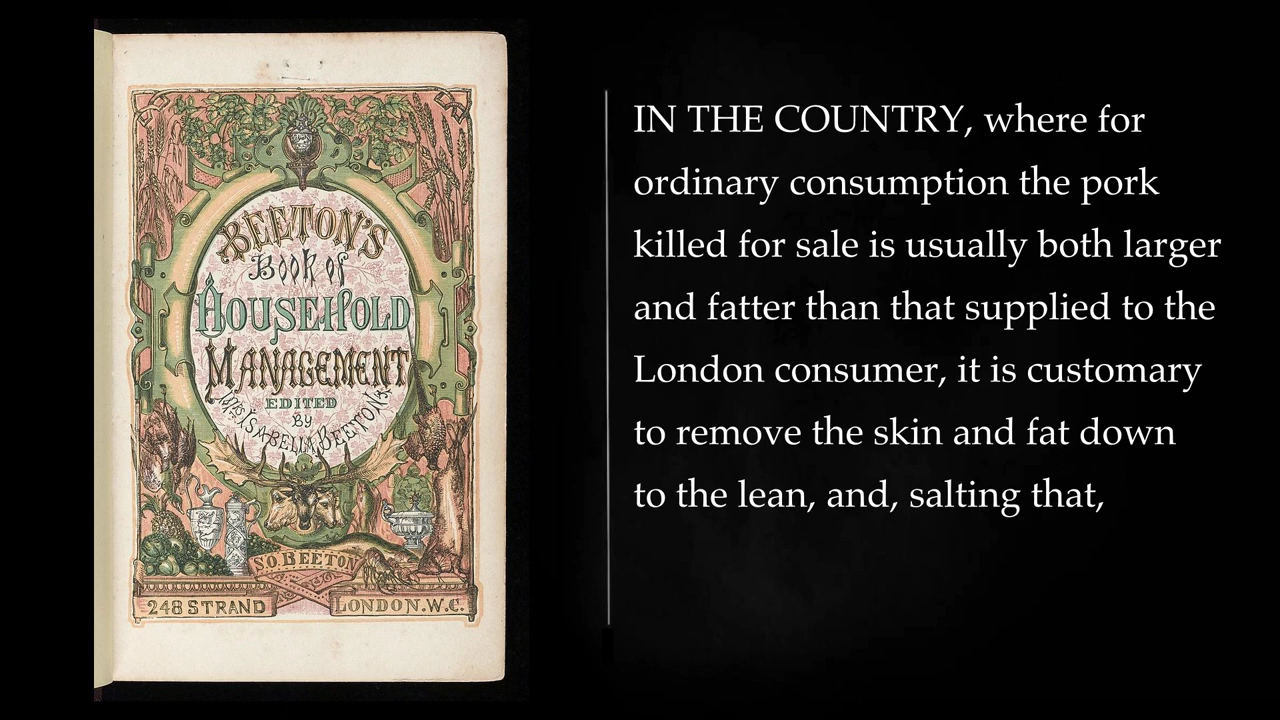 BEETON'S
Book of
HOUSEHOLD
MANAGEMENT
EDITED
BY
MRS ISABELLA BEETON
S.O. BEETON
248 STRAND
LONDON. W.C.
IN THE COUNTRY, where for
ordinary consumption the pork
killed for sale is usually both larger
and fatter than that supplied to the
London consumer, it is customary
to remove the skin and fat down
to the lean, and, salting that,